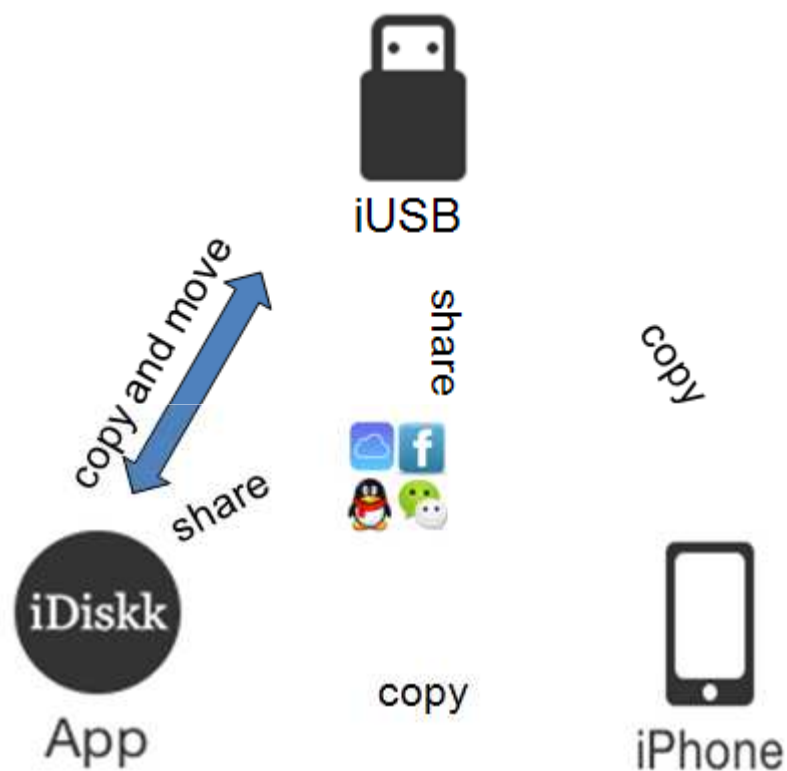 iUSB
copy and move
share
copy
share
f
iDiskk
copy
App
iPhone